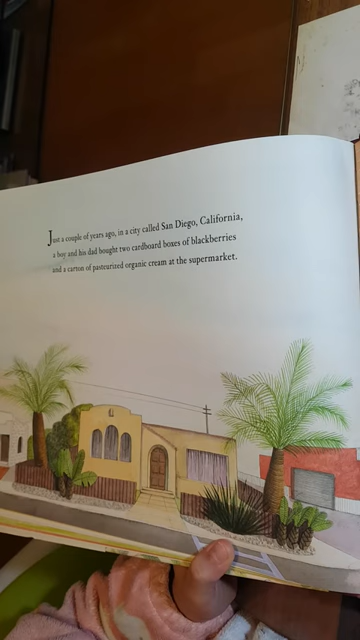 Just a couple of years ago, in a city called San Diego, California,
a boy and his dad bought two cardboard boxes of blackberries
and a carton of pasteurized organic cream at the supermarket.